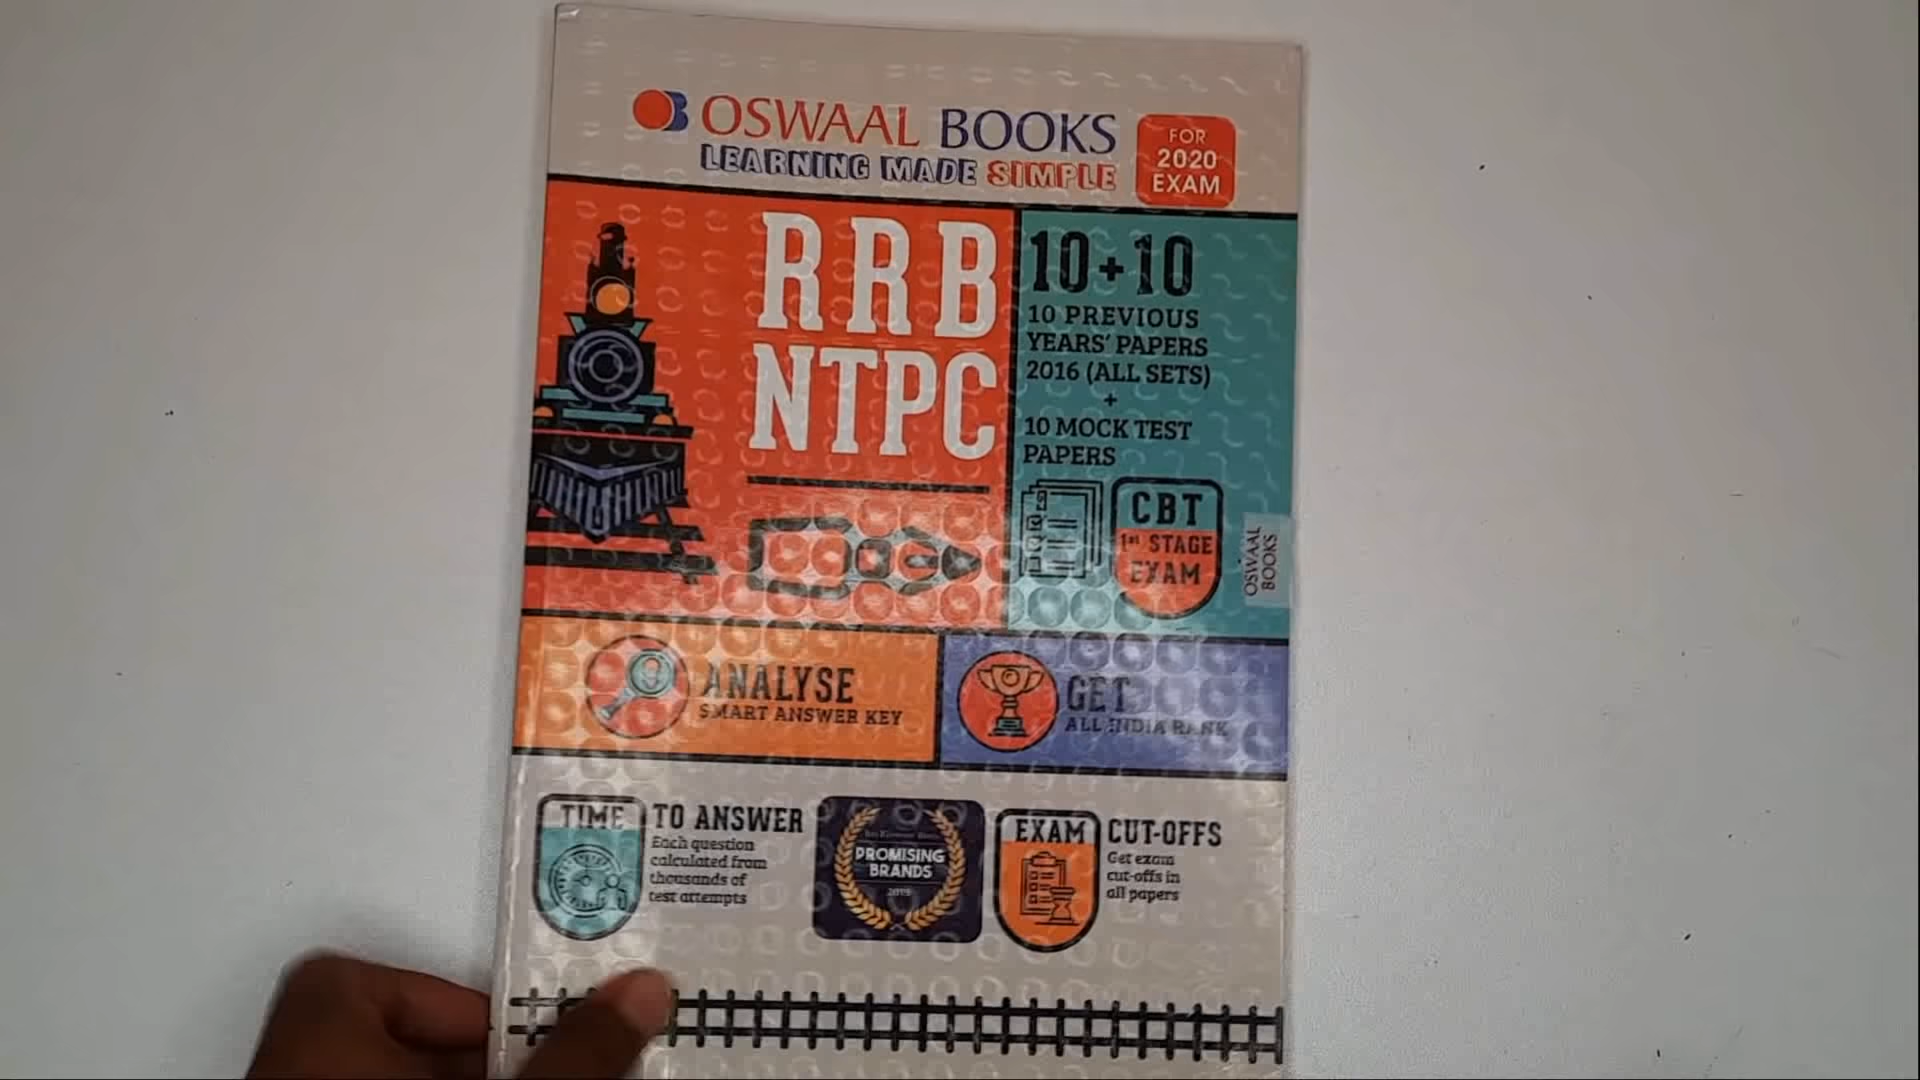 OSWAAL BOOKS
LEARNING MADE SIMPLE
FOR
2020
EXAM
RRB
NTPC
10+10
10 PREVIOUS
YEARS' PAPERS
2016 (ALL SETS)
+
10 MOCK TEST
PAPERS
CBT
1st STAGE
EXAM
OSWAAL
BOOKS
ANALYSE
SMART ANSWER KEY
GET
ALL INDIA RANK
TIME TO ANSWER
Each question
calculated from
thousands of
test attempts
PROMISING
BRANDS
2019
EXAM CUT-OFFS
Get exam
cut-offs in
all papers